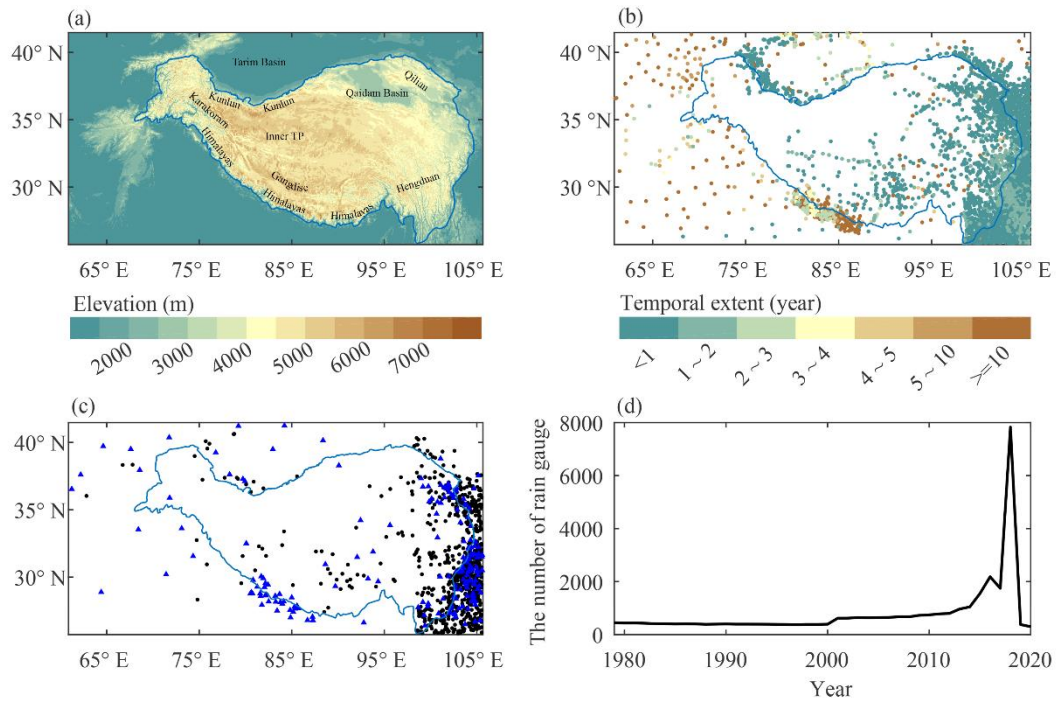 (a)
40° N
35° N
30° N
Tarim Basin
Qilian
Qaidam Basin
Kunlun
Kunlun
Karakoram
Inner TP
Himalayas
Gangdise
Hengduan
Himalayas
Himalayas
65° E 75° E 85° E 95° E 105° E
Elevation (m)
2000 3000 4000 5000 6000 7000
(b)
40° N
35° N
30° N
65° E 75° E 85° E 95° E 105° E
Temporal extent (year)
<1 1 ~ 2 2 ~ 3 3 ~ 4 4 ~ 5 5 ~ 10 >=10
(c)
40° N
35° N
30° N
65° E 75° E 85° E 95° E 105° E
(d)
The number of rain gauge
8000
6000
4000
2000
0
1980 1990 2000 2010 2020
Year